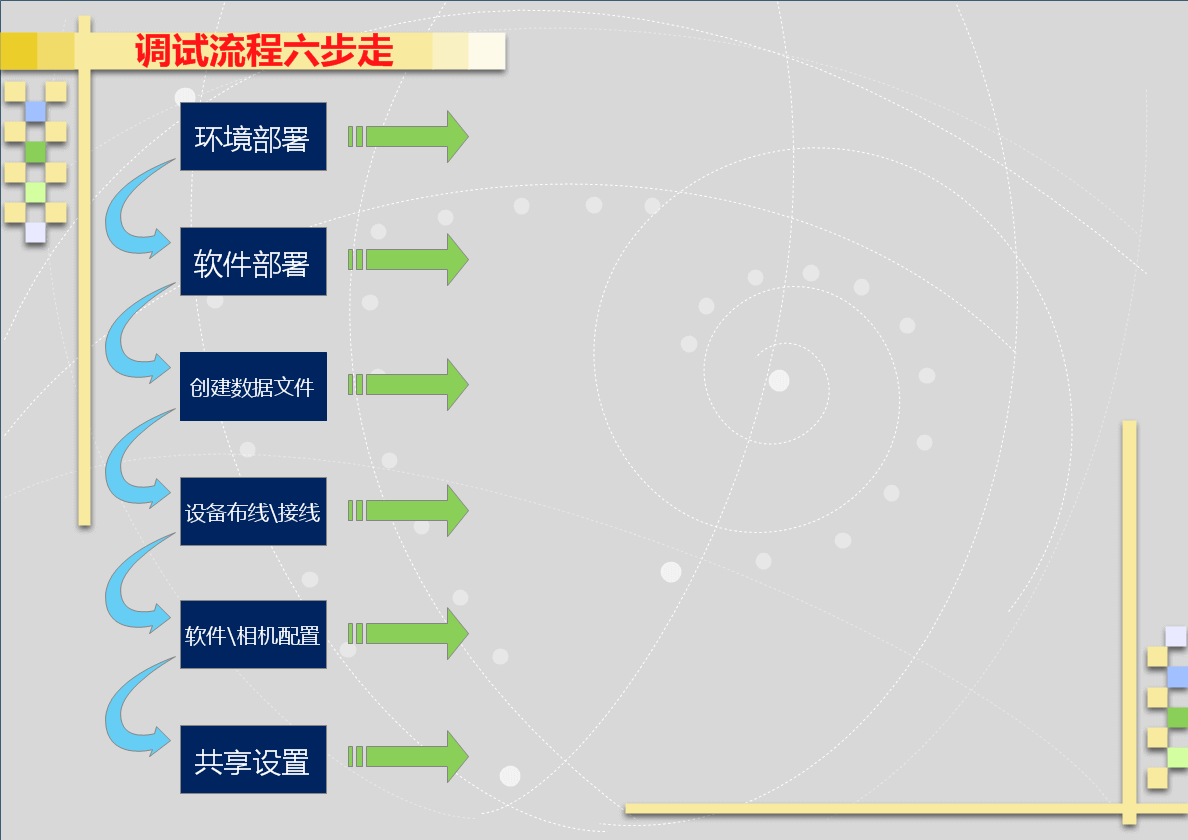 调试流程六步走
环境部署
软件部署
创建数据文件
设备布线\接线
软件\相机配置
共享设置